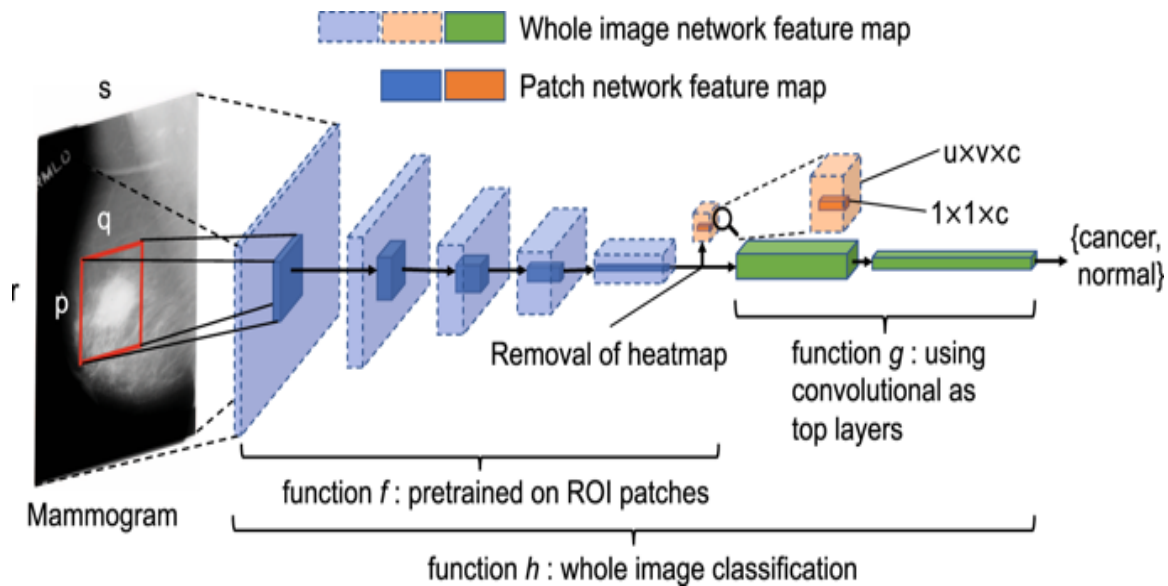 Whole image network feature map
Patch network feature map
s
RMLO
q
r
p
u×v×c
1×1×c
{cancer,
normal}
Removal of heatmap
function g : using
convolutional as
top layers
function f : pretrained on ROI patches
Mammogram
function h : whole image classification